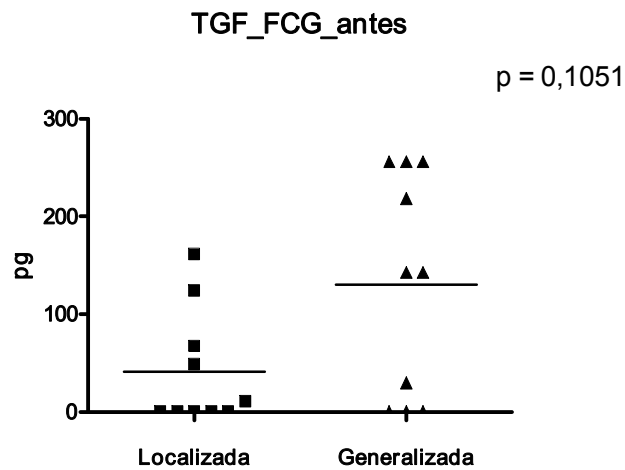 TGF_FCG_antes
p = 0,1051
300
200
100
0
pg
Localizada
Generalizada